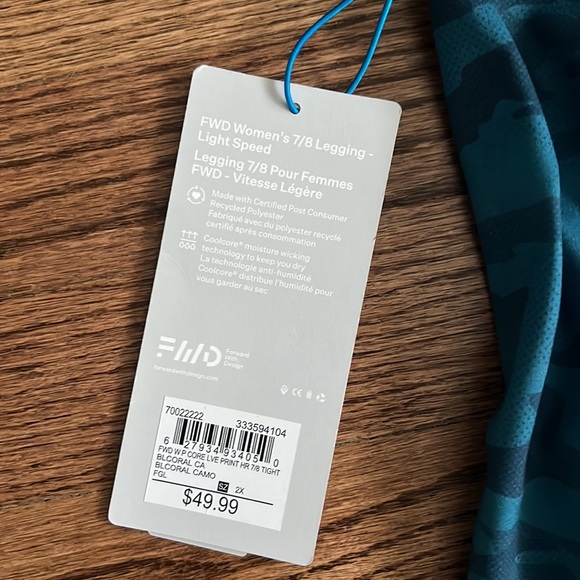 FWD Women's 7/8 Legging -
Light Speed
Legging 7/8 Pour Femmes
FWD - Vitesse Légère
Made with Certified Post Consumer
Recycled Polyester
Fabriqué avec du polyester recyclé
certifié après consommation
Coolcore® moisture wicking
technology to keep you dry
La technologie anti-humidité
Coolcore® distribue l'humidité pour
vous garder au sec
FWD Forward
With
Design
forwardwithdesign.com
70022222 333594104
6 27934 93405 0
FWD W P CORE LVE PRINT HR 7/8 TIGHT
BLCORAL CA
BLCORAL CAMO
FGL SZ 2X
$49.99